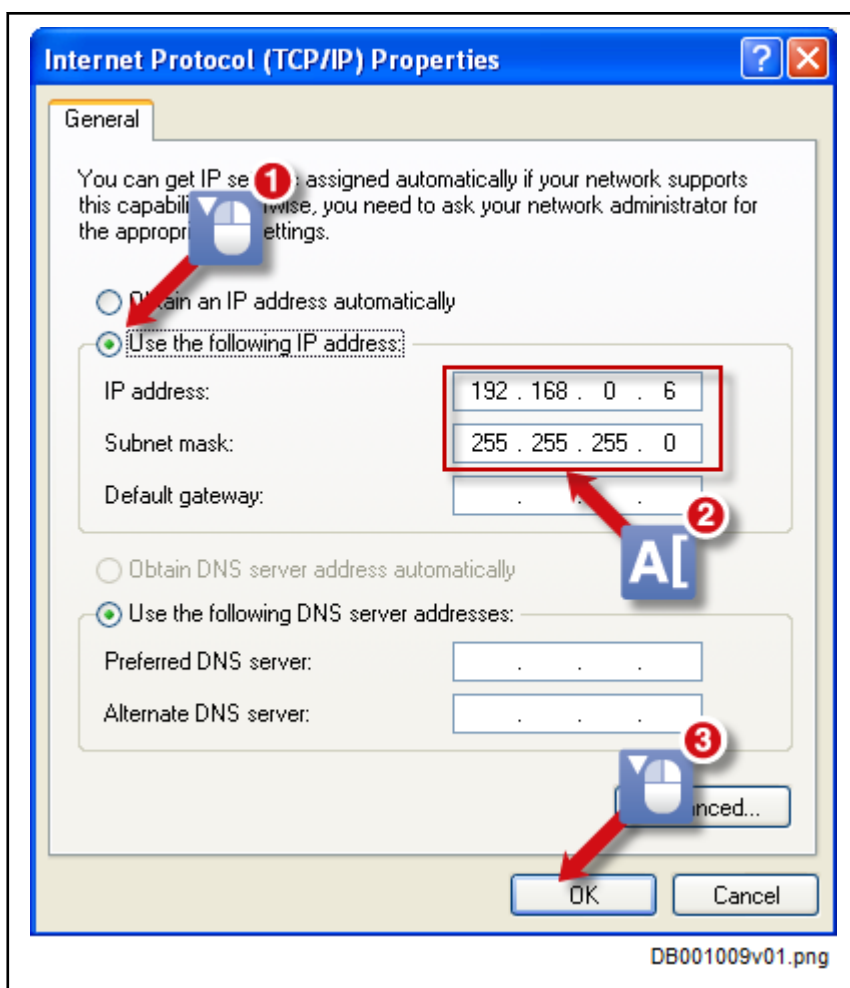 Internet Protocol (TCP/IP) Properties
General
You can get IP se 1 assigned automatically if your network supports
this capabili wise, you need to ask your network administrator for
the appropri ettings.
Obtain an IP address automatically
Use the following IP address:
IP address: 192 . 168 . 0 . 6
Subnet mask: 255 . 255 . 255 . 0
Default gateway: . . .
2
A[
Obtain DNS server address automatically
Use the following DNS server addresses:
Preferred DNS server: . . .
Alternate DNS server: . . .
3
nced...
OK Cancel
DB001009v01.png